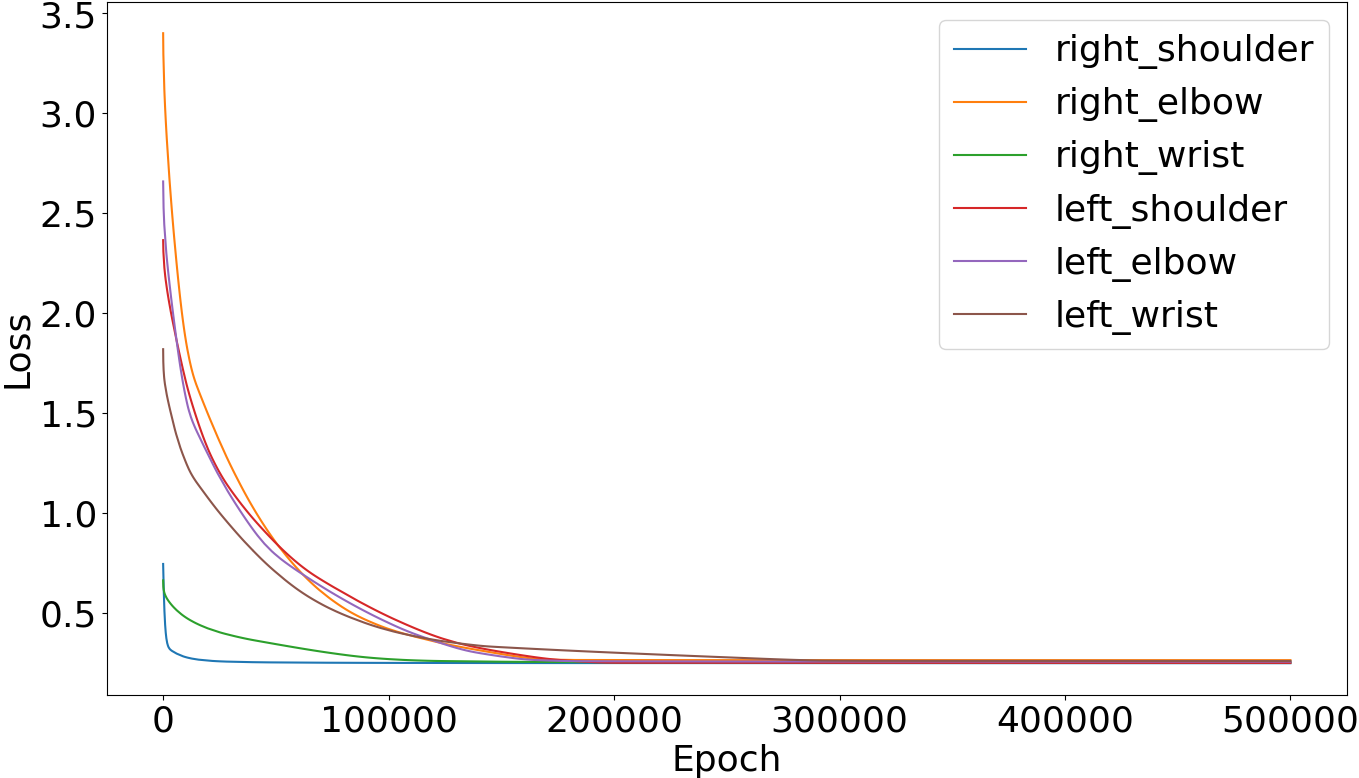 3.5
3.0
2.5
2.0
1.5
1.0
0.5
Loss
right_shoulder
right_elbow
right_wrist
left_shoulder
left_elbow
left_wrist
0 100000 200000 300000 400000 500000
Epoch